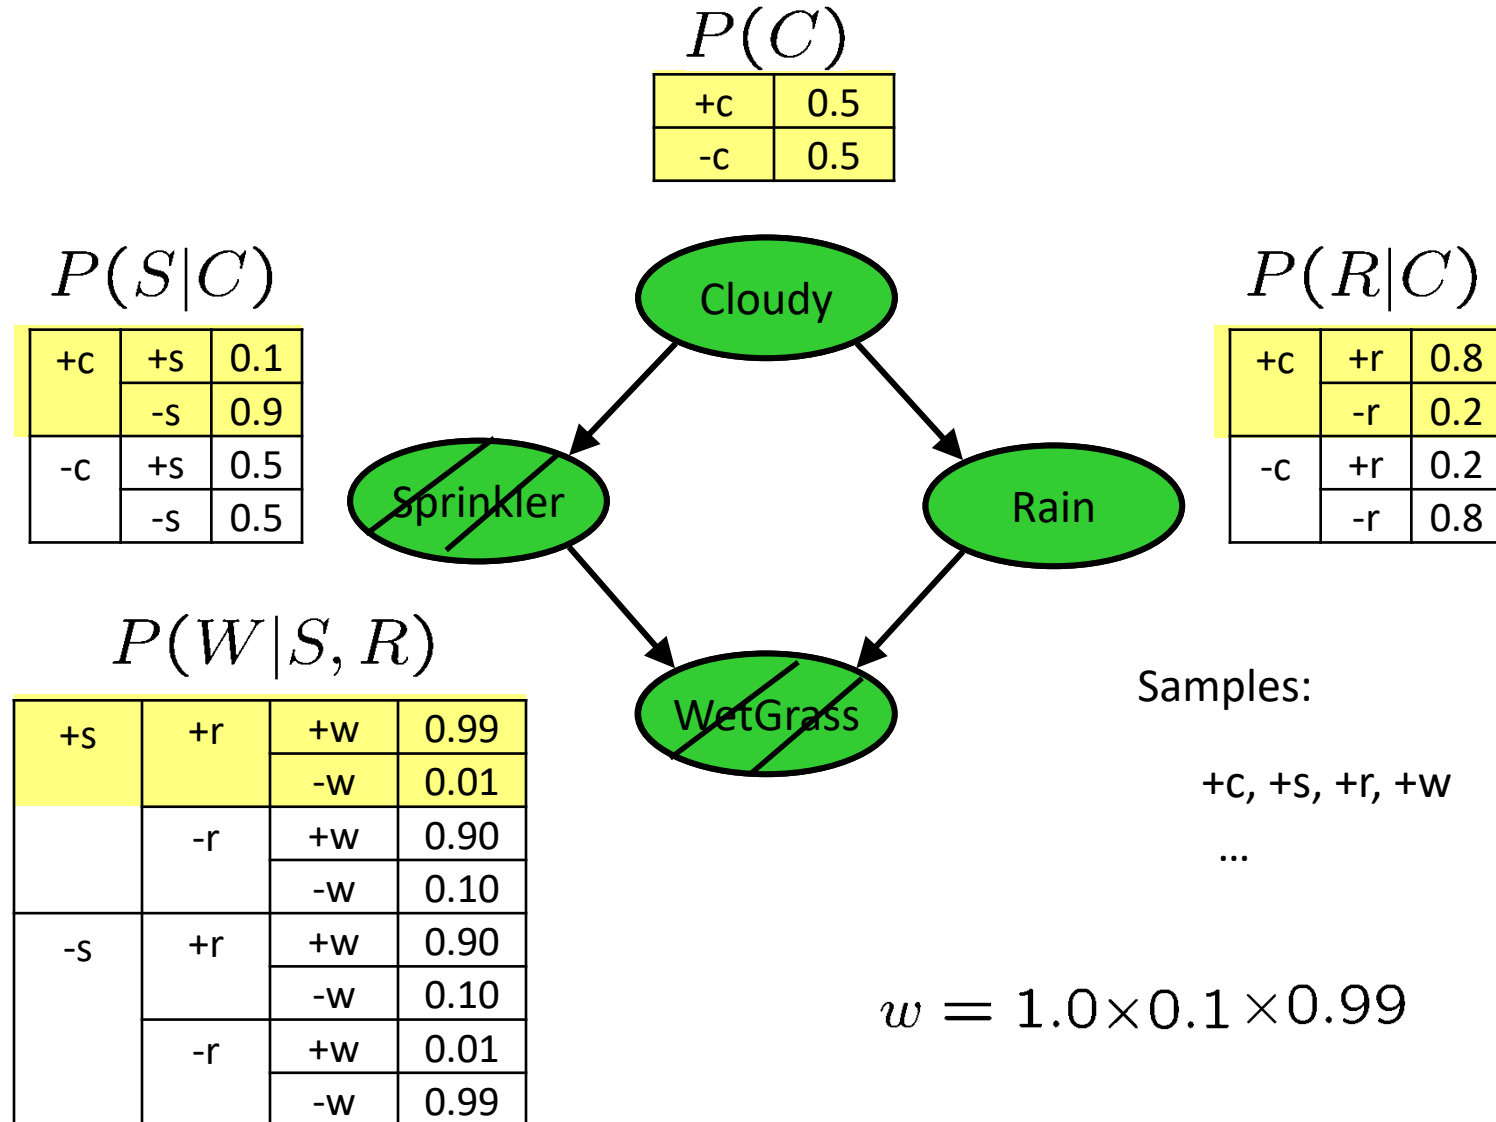 P(C)
+c 0.5
-c 0.5
P(S|C)
+c +s 0.1
-s 0.9
-c +s 0.5
-s 0.5
Cloudy
P(R|C)
+c +r 0.8
-r 0.2
-c +r 0.2
-r 0.8
Sprinkler
Rain
P(W|S, R)
+s +r +w 0.99
-w 0.01
-r +w 0.90
-w 0.10
-s +r +w 0.90
-w 0.10
-r +w 0.01
-w 0.99
WetGrass
Samples:
+c, +s, +r, +w
...
w = 1.0×0.1×0.99